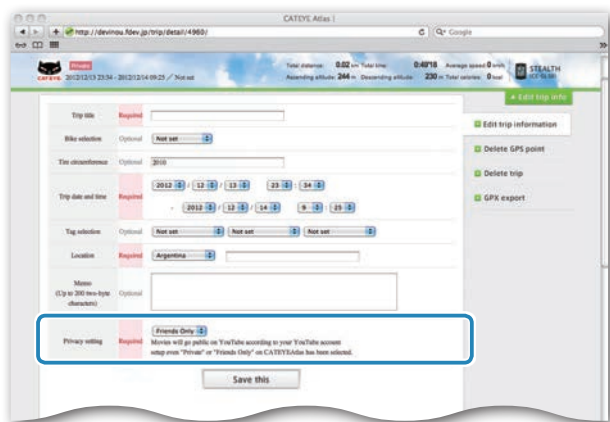 CATEYE Atlas |
http://devinou.fdev.jp/trip/detail/4960/
Google
CATEYE
Private
2012/12/13 23:34 - 2012/12/14 09:25 / Not set
Total distance: 0.02 km Total time: 0:48'18 Average speed 0 km/h
Ascending altitude: 244 m Descending altitude: 230 m Total calories: 0 kcal
STEALTH
Edit trip info
Trip title Required
Bike selection Optional Not set
Tire circumference Optional 2010
Trip date and time Required 2012 / 12 / 13 23 : 34
- 2012 / 12 / 14 9 : 25
Tag selection Optional Not set Not set Not set
Location Required Argentina
Memo
(Up to 200 two-byte
characters)
Optional
Privacy setting Required Friends Only
Movies will go public on YouTube according to your YouTube account
setup even "Private" or "Friends Only" on CATEYEAtlas has been selected.
Save this
Edit trip information
Delete GPS point
Delete trip
GPX export